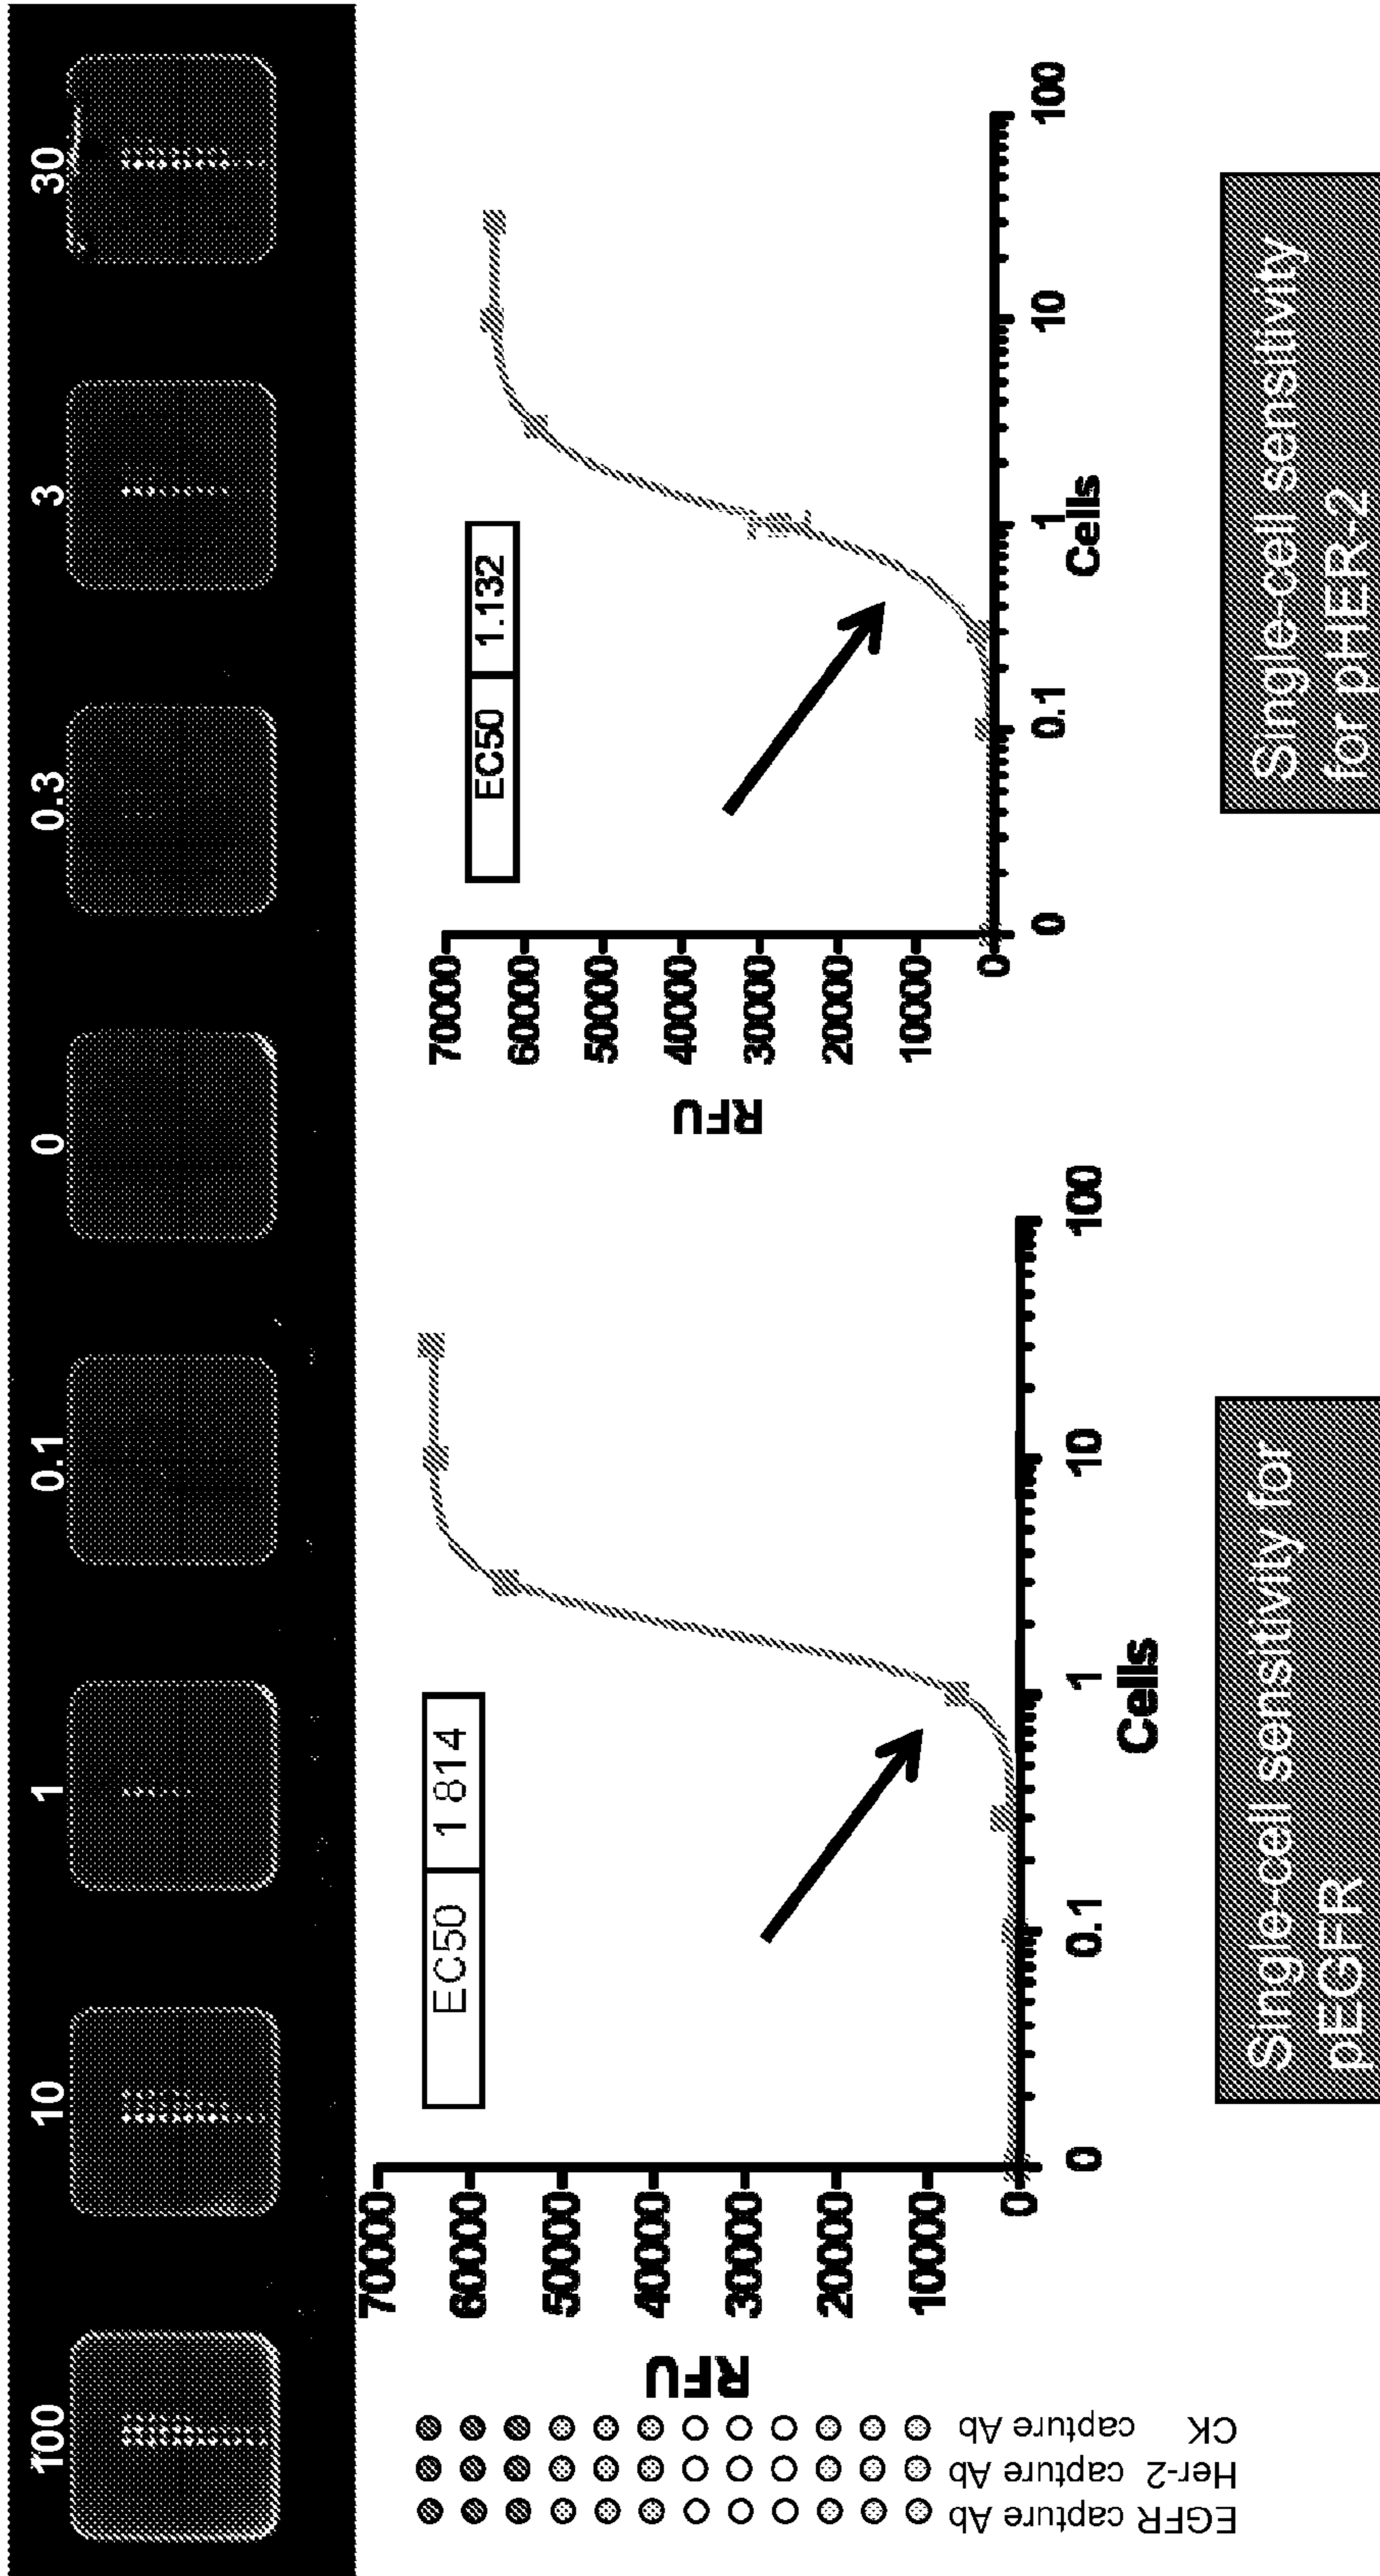 100
10
1
0.1
0
0.3
3
30
EGFR capture Ab
Her-2 capture Ab
CK capture Ab
RFU
70000
60000
50000
40000
30000
20000
10000
0
EC50 1 814
0
0.1
1
10
100
Cells
Single-cell sensitivity for
pEGFR
RFU
70000
60000
50000
40000
30000
20000
10000
0
EC50 1.132
0
0.1
1
10
100
Cells
Single-cell sensitivity
for pHER-2